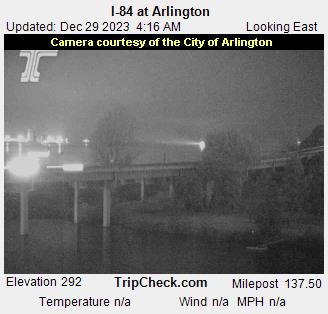 I-84 at Arlington
Updated: Dec 29 2023 4:16 AM Looking East
Camera courtesy of the City of Arlington
Elevation 292 TripCheck.com Milepost 137.50
Temperature n/a Wind n/a MPH n/a